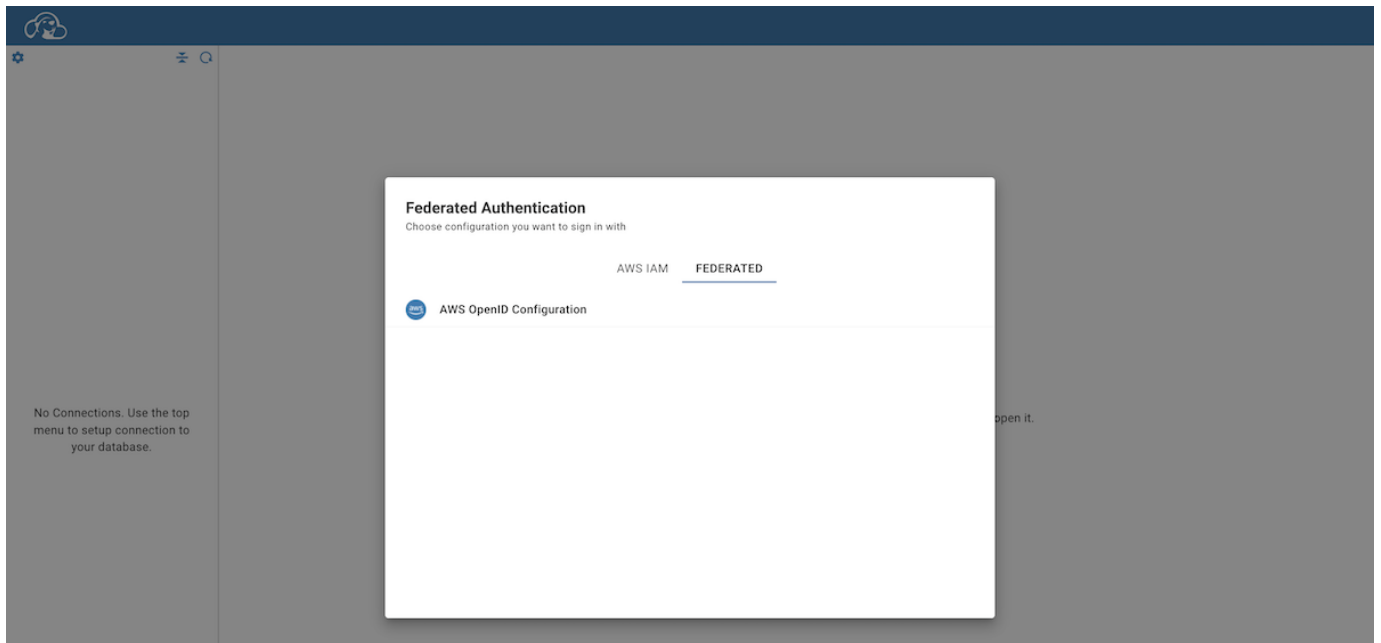 Federated Authentication
Choose configuration you want to sign in with
AWS IAM FEDERATED
aws AWS OpenID Configuration
No Connections. Use the top
menu to setup connection to
your database.
open it.